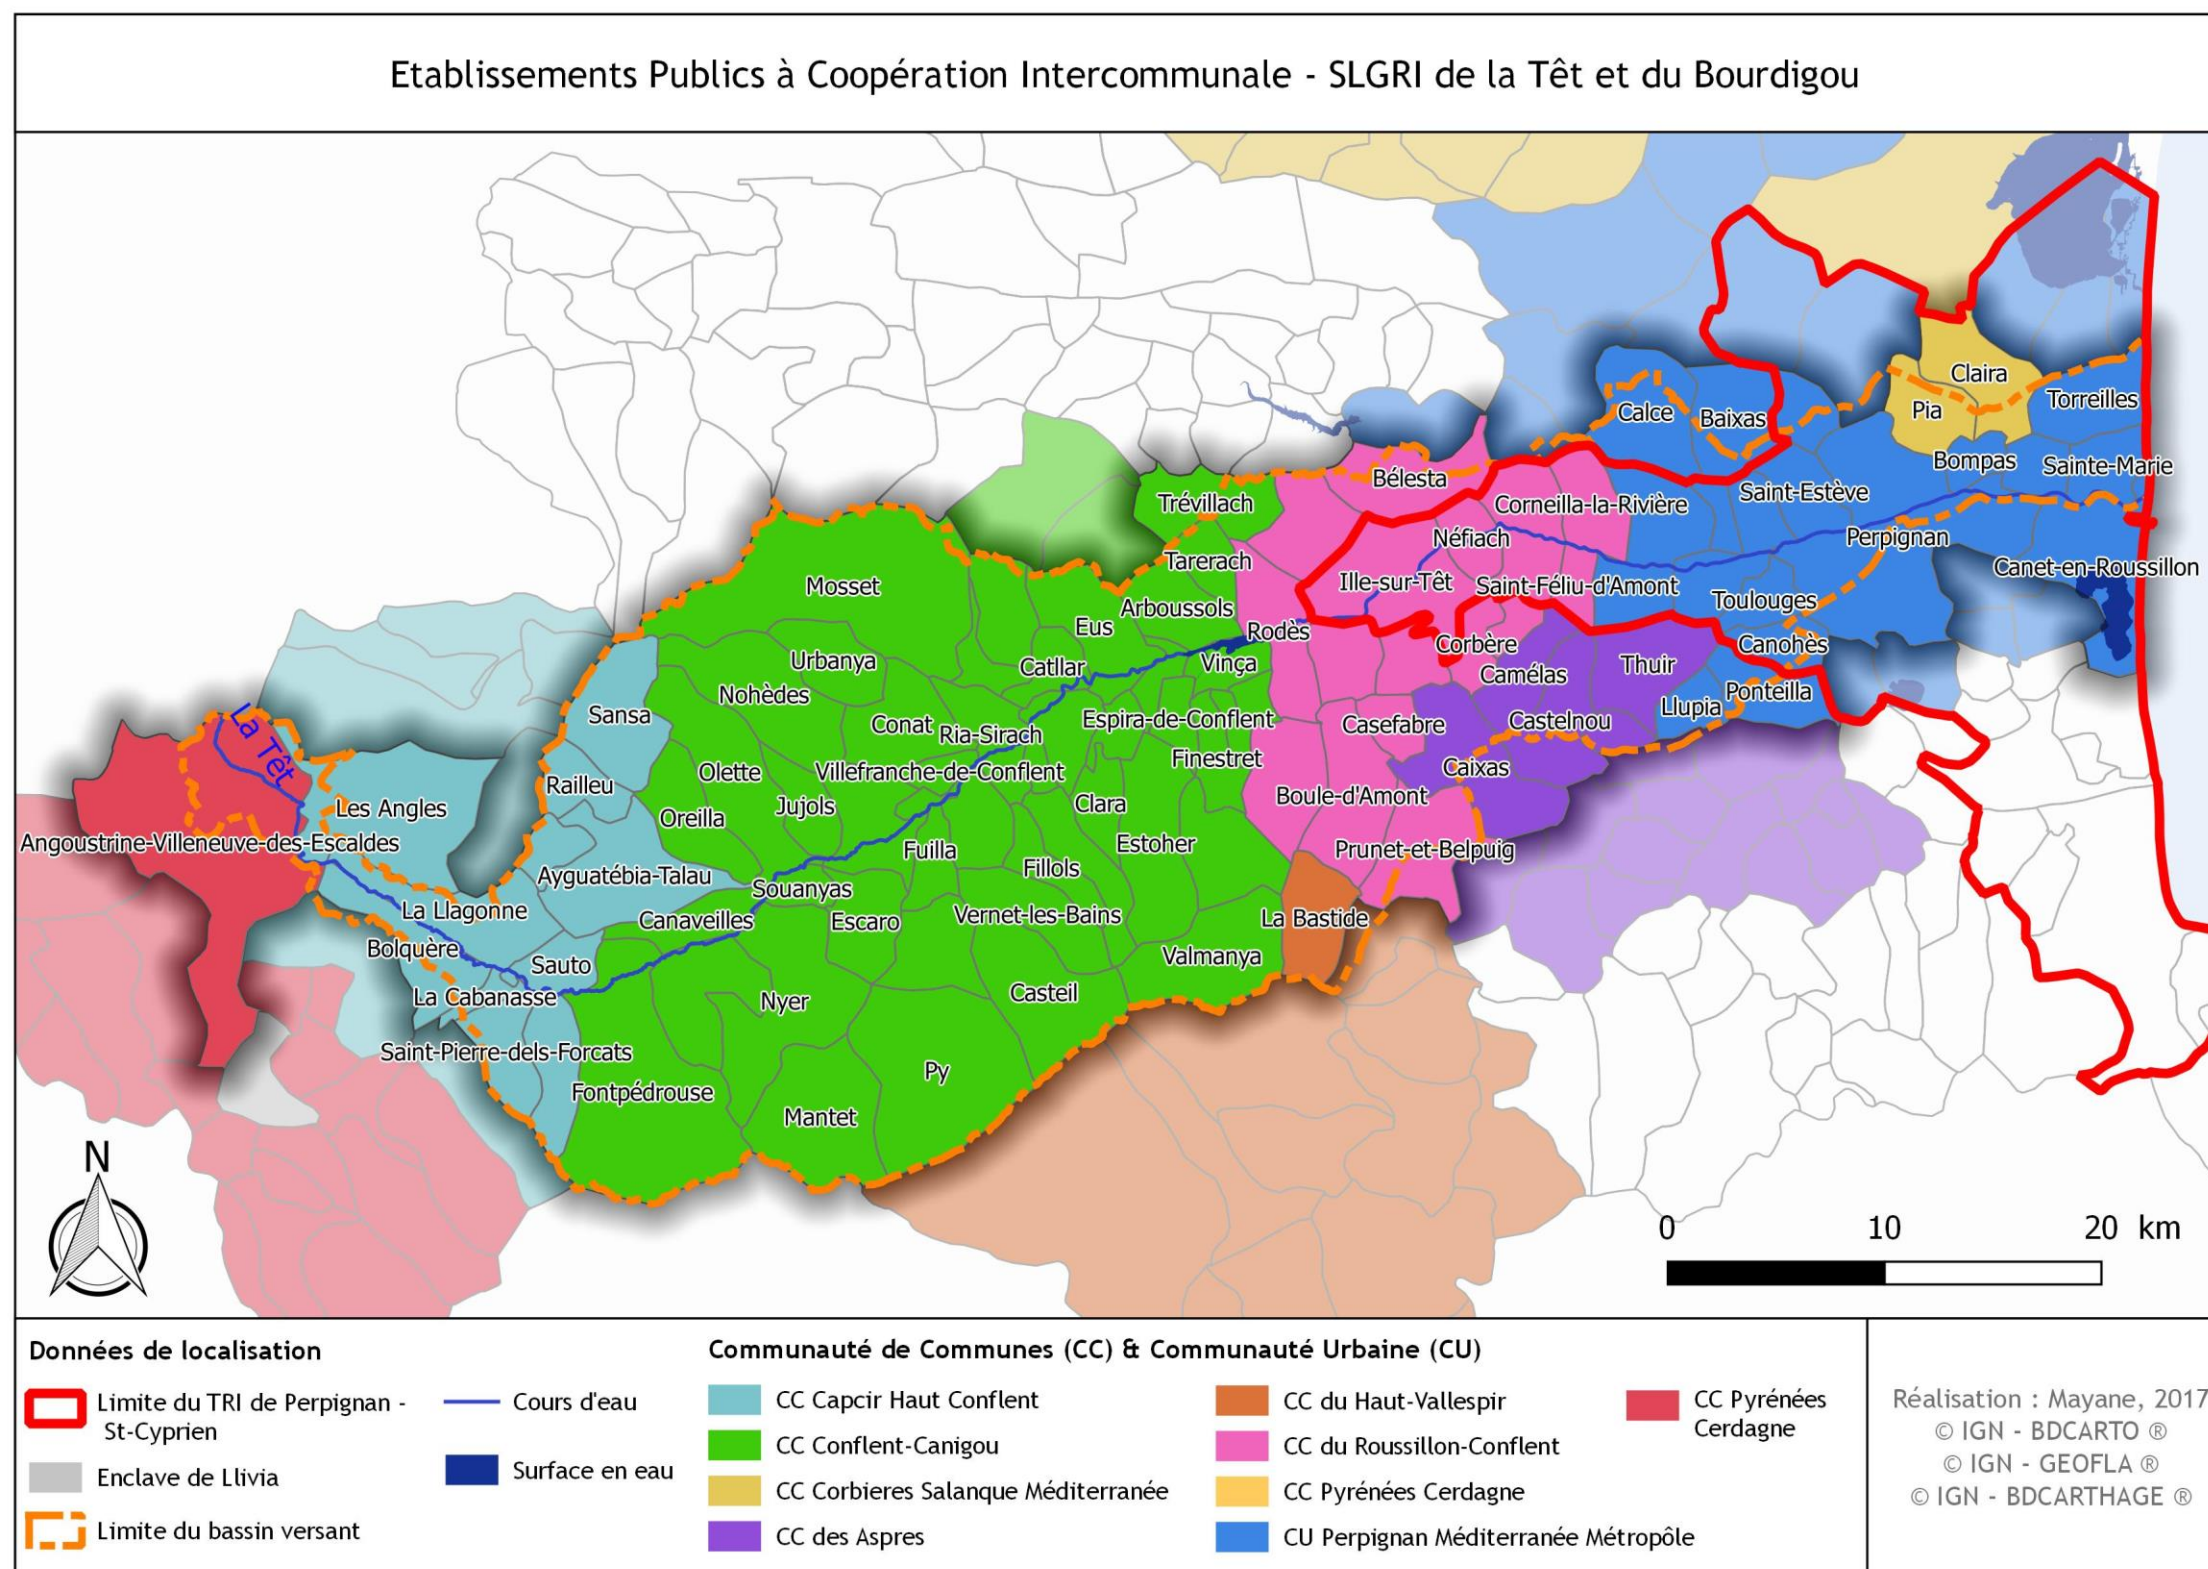 Etablissements Publics à Coopération Intercommunale - SLGRI de la Têt et du Bourdigou
Claira
Torreilles
Calce
Baixas
Pia
Bompas
Sainte-Marie
Bélesta
Saint-Estève
Trévillach
Corneilla-la-Rivière
Néfiach
Perpignan
Tarerach
Canet-en-Roussillon
Mosset
Ille-sur-Têt
Saint-Féliu-d'Amont
Toulouges
Arboussols
Eus
Rodès
Corbère
Canohès
Urbanya
Catllar
Vinça
Camélas
Thuir
Nohèdes
Ponteilla
Llupia
Sansa
Conat
Ria-Sirach
Espira-de-Conflent
Casefabre
Castelnou
La Têt
Finestret
Caixas
Olette
Villefranche-de-Conflent
Railleu
Boule-d'Amont
Les Angles
Oreilla
Jujols
Clara
Angoustrine-Villeneuve-des-Escaldes
Fuilla
Estoher
Prunet-et-Belpuig
Ayguatébia-Talau
Fillols
Souanyas
La Llagonne
Canaveilles
Escaro
Vernet-les-Bains
La Bastide
Bolquère
Sauto
Valmanya
La Cabanasse
Nyer
Casteil
Saint-Pierre-dels-Forcats
Fontpédrouse
Py
Mantet
N
0 10 20 km
Données de localisation
Limite du TRI de Perpignan -
St-Cyprien
Enclave de Llivia
Limite du bassin versant
Cours d'eau
Surface en eau
Communauté de Communes (CC) & Communauté Urbaine (CU)
CC Capcir Haut Conflent
CC Conflent-Canigou
CC Corbieres Salanque Méditerranée
CC des Aspres
CC du Haut-Vallespir
CC du Roussillon-Conflent
CC Pyrénées Cerdagne
CU Perpignan Méditerranée Métropôle
CC Pyrénées
Cerdagne
Réalisation : Mayane, 2017
© IGN - BDCARTO ®
© IGN - GEOFLA ®
© IGN - BDCARTHAGE ®